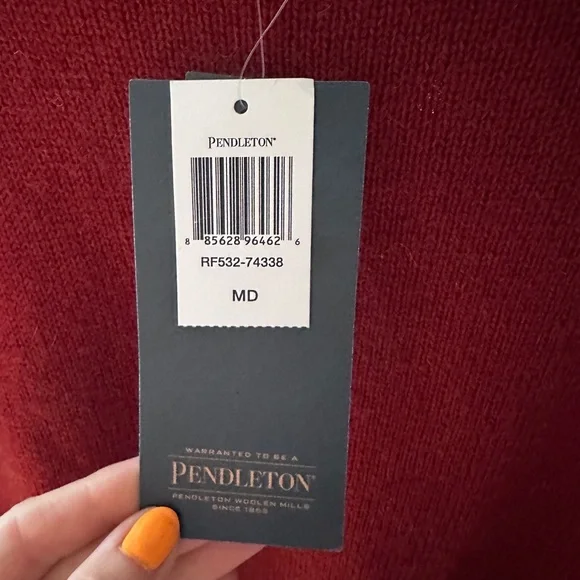 PENDLETON®
8 85628 96462 6
RF532-74338
MD
WARRANTED TO BE A
PENDLETON®
PENDLETON WOOLEN MILLS
SINCE 1863